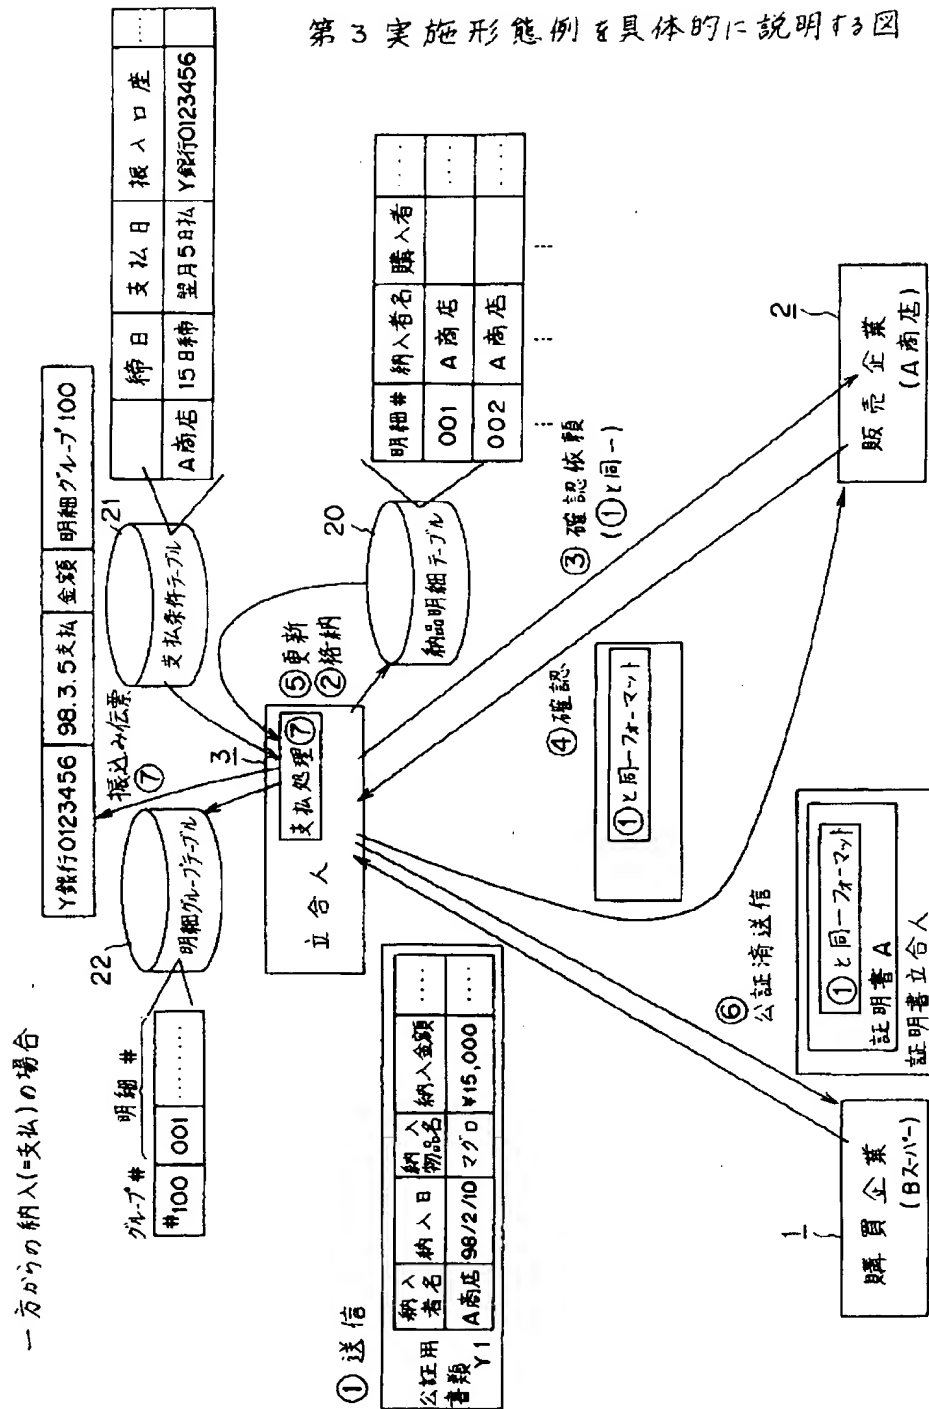 第3実施形態例を具体的に説明する図
一方からの納入(=支払)の場合
Y銀行0123456 98.3.5支払 金額 明細グループ100
締日 支払日 振入口座 ……
A商店 15日締 翌月5日払 Y銀行0123456
21
支払条件テーブル
振込み伝票
⑦
22
明細グループテーブル
グループ# 明細#
#100 001 ………
3
支払処理⑦
立合人
⑤更新
②格納
20
納品明細テーブル
明細# 納入者名 購入者 ……
001 A商店 ……
002 A商店 ……
… … …
①送信
公証用
書類
Y1
納入者名 納入日 納入物品名 納入金額 ……
A商店 98/2/10 マグロ ¥15,000
③確認依頼
(①と同一)
④確認
①と同一フォーマット
⑥
公証済送信
①と同一フォーマット
証明書A
証明書立合人
1
購買企業
(Bスーパー)
2
販売企業
(A商店)